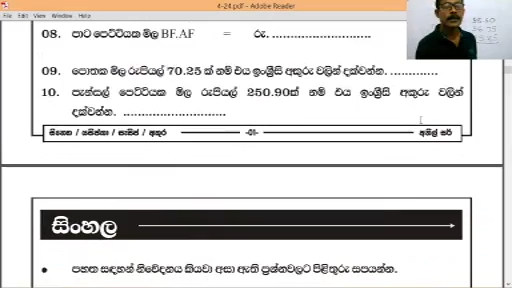 4-24.pdf - Adobe Reader
File Edit View Window Help
08. පාට පෙට්ටියක මිල BF.AF = රු. ..................................
09. පොතක මිල රුපියල් 70.25 ක් නම් එය ඉංග්‍රීසි අකුරු වලින් දක්වන්න. .............
10. පැන්සල් පෙට්ටියක මිල රුපියල් 250.90ක් නම් එය ඉංග්‍රීසි අකුරු වලින්
දක්වන්න. ............................
-01-
අනිල් සර්
සිංහල
• පහත සඳහන් නිවේදනය කියවා අසා ඇති ප්‍රශ්නවලට පිළිතුරු සපයන්න.